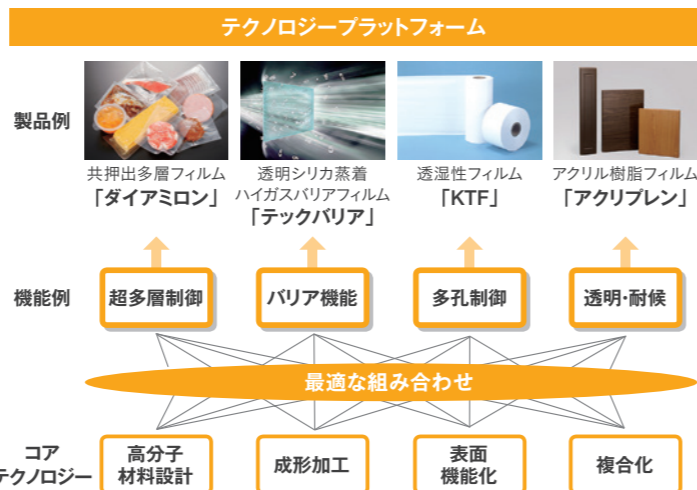 テクノロジープラットフォーム
製品例
共押出多層フィルム
「ダイアミロン」
透明シリカ蒸着
ハイガスバリアフィルム
「テックバリア」
透湿性フィルム
「KTF」
アクリル樹脂フィルム
「アクリプレン」
機能例
超多層制御
バリア機能
多孔制御
透明・耐候
最適な組み合わせ
コア
テクノロジー
高分子
材料設計
成形加工
表面
機能化
複合化